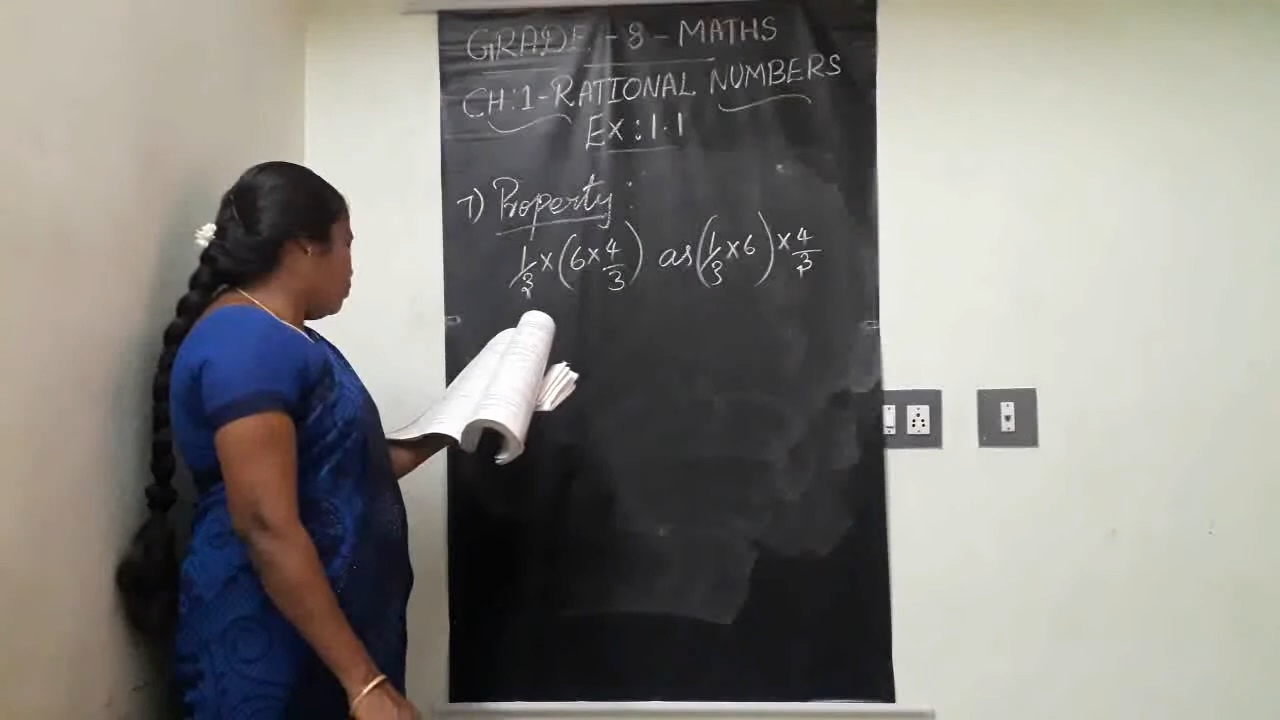 GRADE - 8 - MATHS
CH:1-RATIONAL NUMBERS
EX:1.1
7) Property:
1/3 × (6 × 4/3) as (1/3 × 6) × 4/3